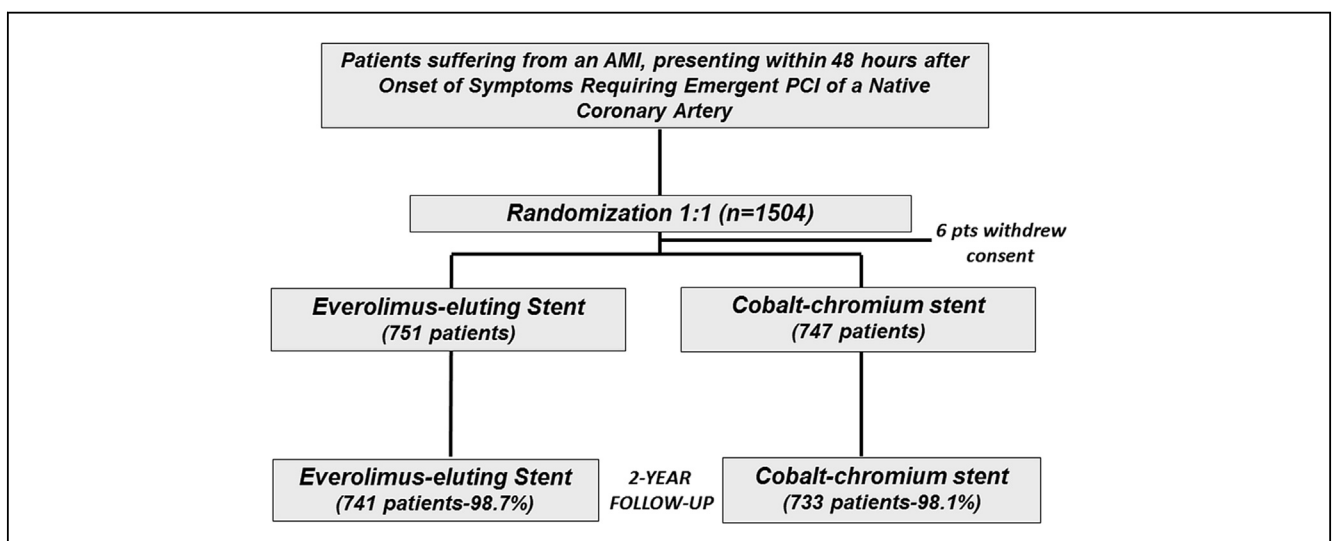 Patients suffering from an AMI, presenting within 48 hours after
Onset of Symptoms Requiring Emergent PCI of a Native
Coronary Artery
Randomization 1:1 (n=1504)
6 pts withdrew
consent
Everolimus-eluting Stent
(751 patients)
Cobalt-chromium stent
(747 patients)
Everolimus-eluting Stent
(741 patients-98.7%)
2-YEAR
FOLLOW-UP
Cobalt-chromium stent
(733 patients-98.1%)